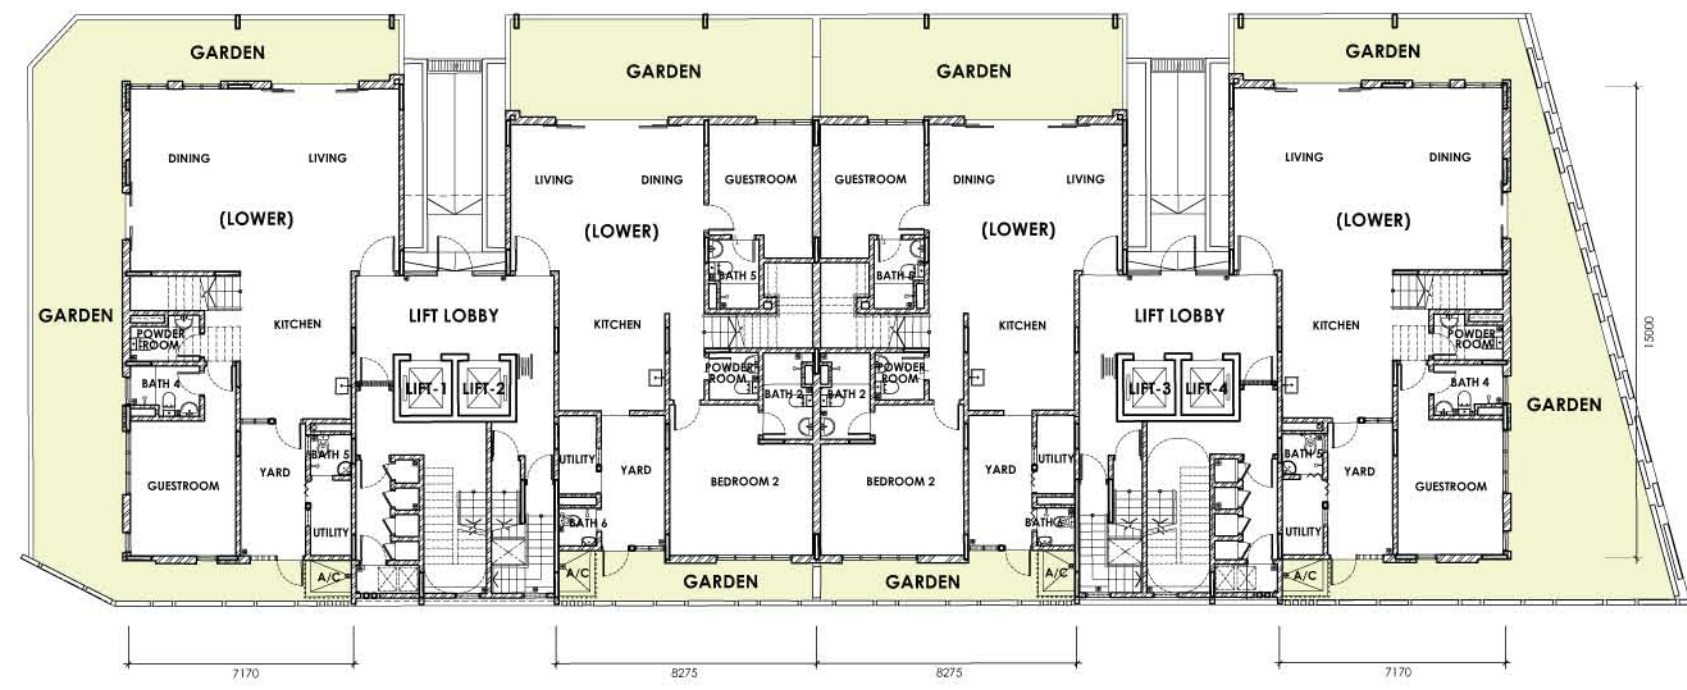 GARDEN
GARDEN
GARDEN
GARDEN
DINING
LIVING
LIVING
DINING
GUESTROOM
GUESTROOM
DINING
LIVING
LIVING
DINING
(LOWER)
(LOWER)
(LOWER)
(LOWER)
BATH 5
GARDEN
POWDER
ROOM
KITCHEN
LIFT LOBBY
KITCHEN
KITCHEN
LIFT LOBBY
KITCHEN
POWDER
ROOM
BATH 4
LIFT-1
LIFT-2
POWDER
ROOM
BATH 2
BATH 2
POWDER
ROOM
LIFT-3
LIFT-4
BATH 4
GARDEN
BATH 5
YARD
GUESTROOM
UTILITY
UTILITY
YARD
BEDROOM 2
BEDROOM 2
YARD
UTILITY
BATH 5
YARD
GUESTROOM
UTILITY
BATH 6
BATH 6
A/C
A/C
GARDEN
GARDEN
A/C
A/C
15000
7170
8275
8275
7170